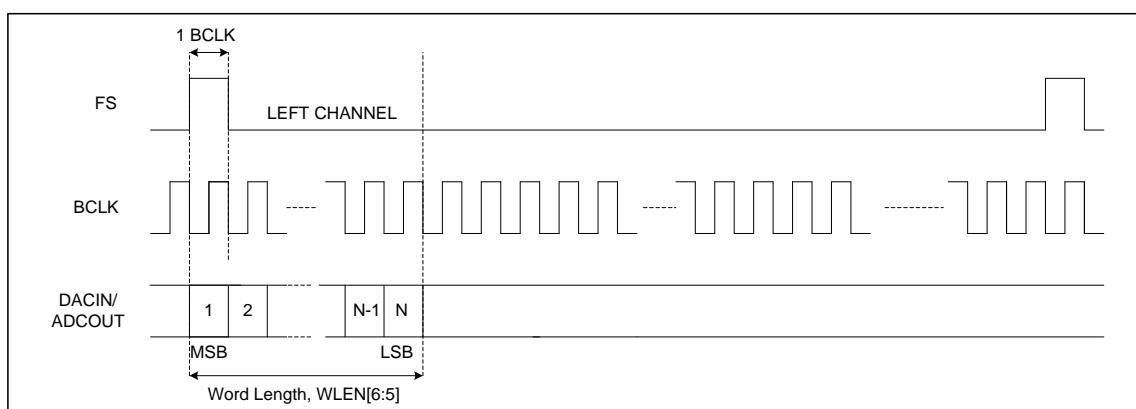 1 BCLK
FS
LEFT CHANNEL
BCLK
DACIN/
ADCOUT
1
2
N-1
N
MSB
LSB
Word Length, WLEN[6:5]